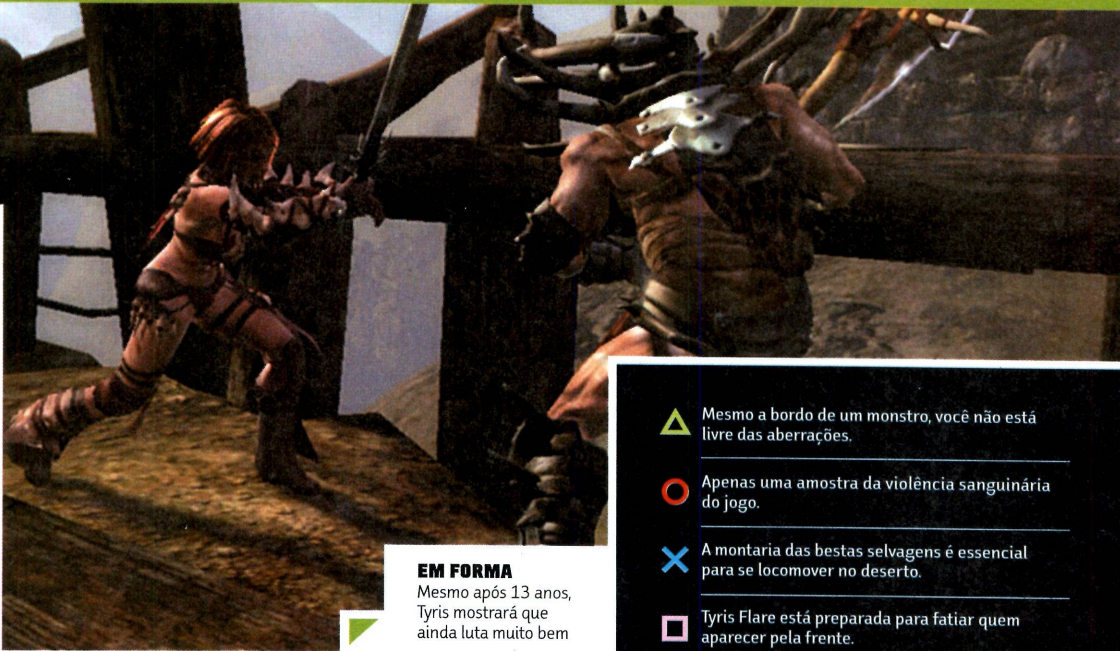 EM FORMA
Mesmo após 13 anos,
Tyris mostrará que
ainda luta muito bem
Mesmo a bordo de um monstro, você não está
livre das aberrações.
Apenas uma amostra da violência sanguinária
do jogo.
A montaria das bestas selvagens é essencial
para se locomover no deserto.
Tyris Flare está preparada para fatiar quem
aparecer pela frente.